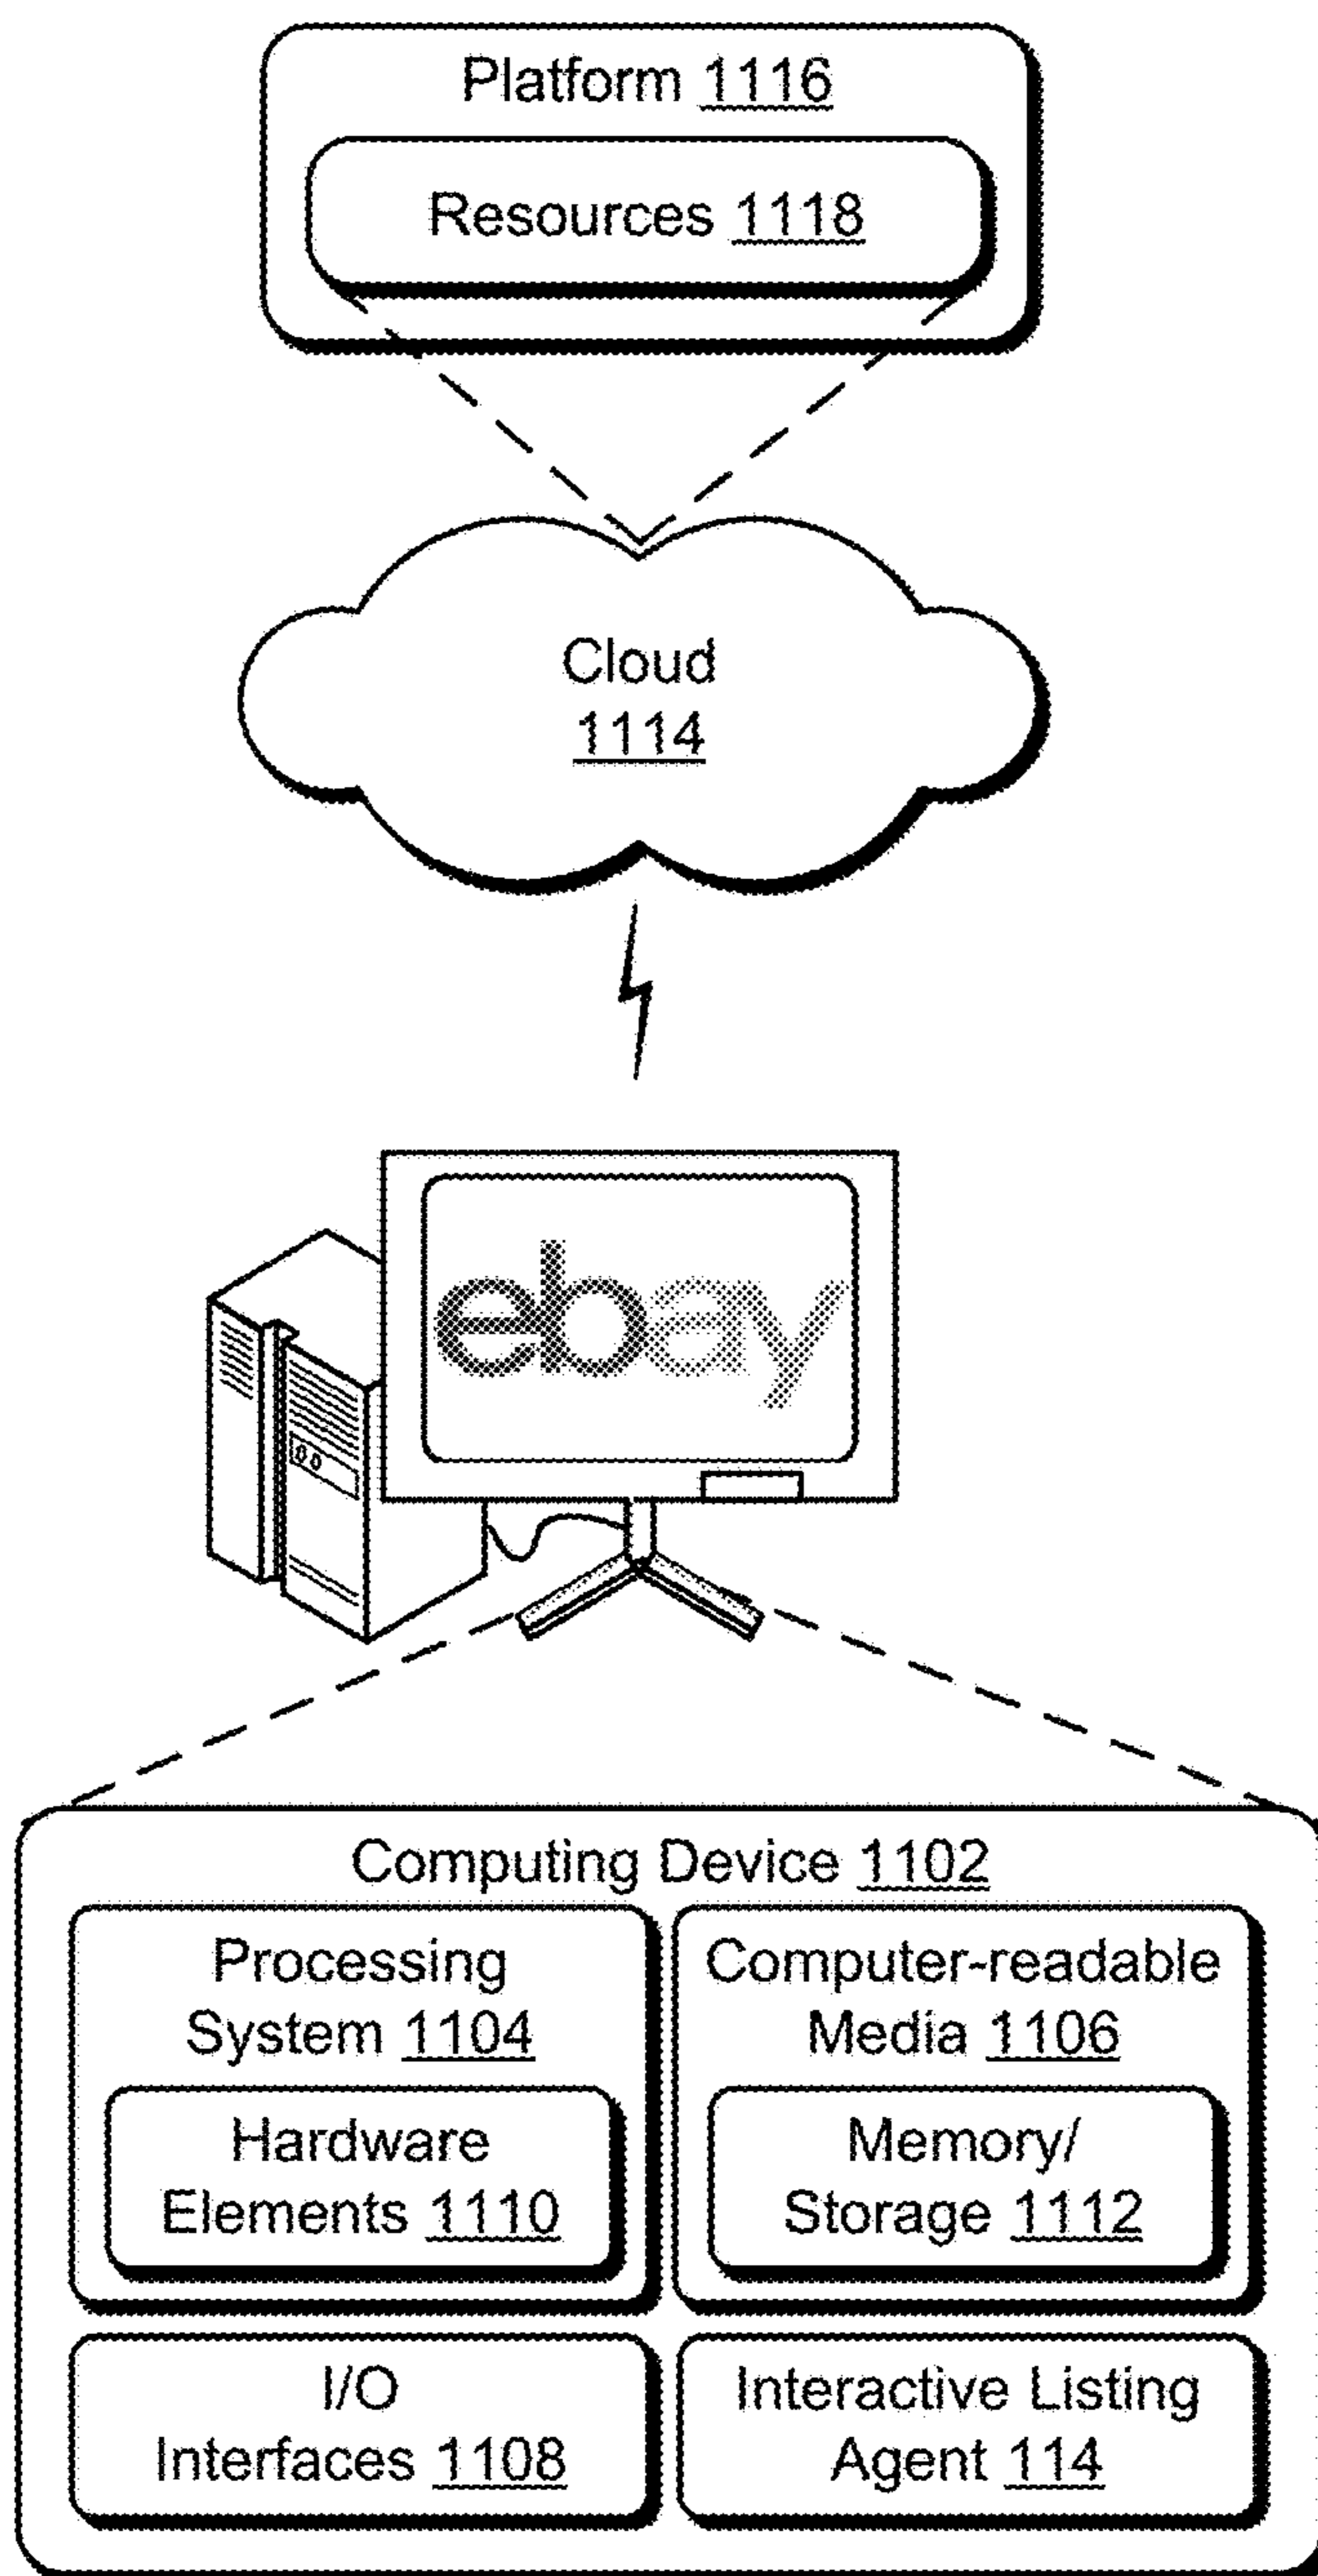 Platform 1116
Resources 1118
Cloud
1114
ebay
Computing Device 1102
Processing
System 1104
Hardware
Elements 1110
Computer-readable
Media 1106
Memory/
Storage 1112
I/O
Interfaces 1108
Interactive Listing
Agent 114